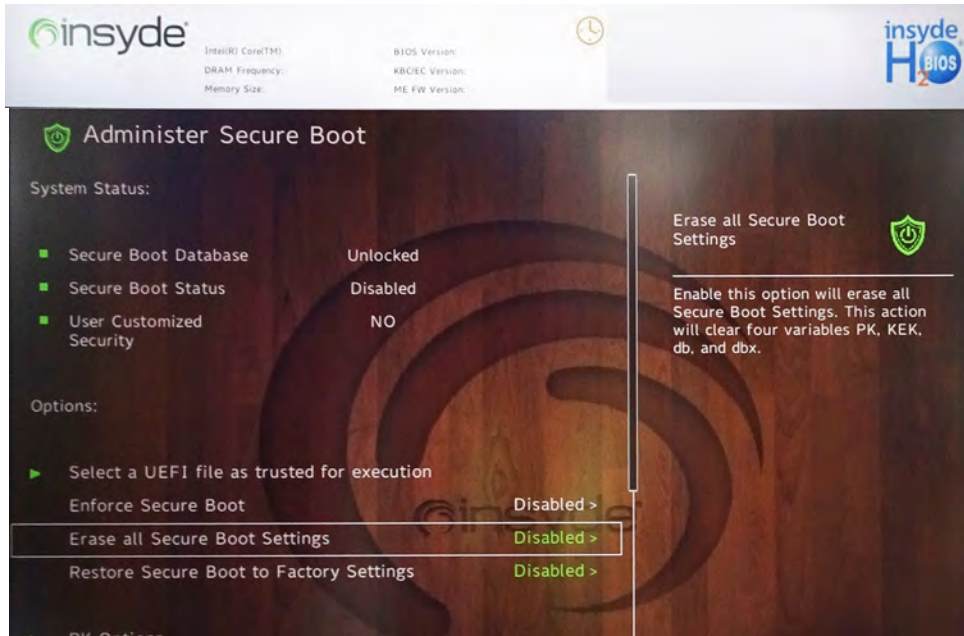 insyde
insyde
H2O BIOS
Intel(R) Core(TM)
BIOS Version:
DRAM Frequency:
KBC/EC Version:
Memory Size:
ME FW Version:
Administer Secure Boot
System Status:
Secure Boot Database Unlocked
Secure Boot Status Disabled
User Customized Security NO
Options:
Select a UEFI file as trusted for execution
Enforce Secure Boot Disabled >
Erase all Secure Boot Settings Disabled >
Restore Secure Boot to Factory Settings Disabled >
PK Options
Erase all Secure Boot
Settings
Enable this option will erase all
Secure Boot Settings. This action
will clear four variables PK, KEK,
db, and dbx.
insyde